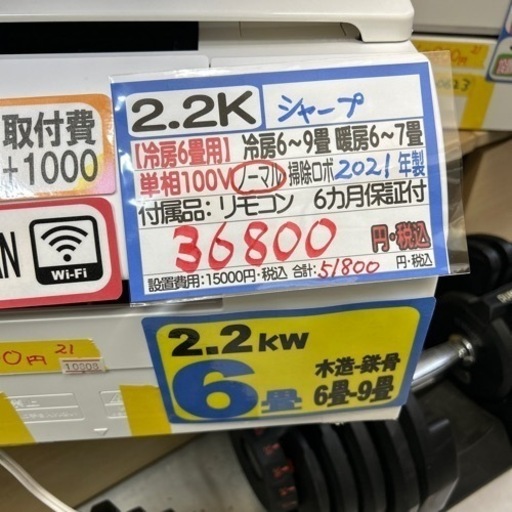 2.2K シャープ
【冷房6畳用】 冷房6～9畳 暖房6～7畳
単相100V ノーマル 掃除ロボ 2021年製
付属品：リモコン 6カ月保証付
36800 円・税込
設置費用：15000円・税込 合計：51800 円・税込
取付費
+1000
AN
Wi-Fi
2.2kw
6畳
木造-鉄骨
6畳-9畳
0円 21